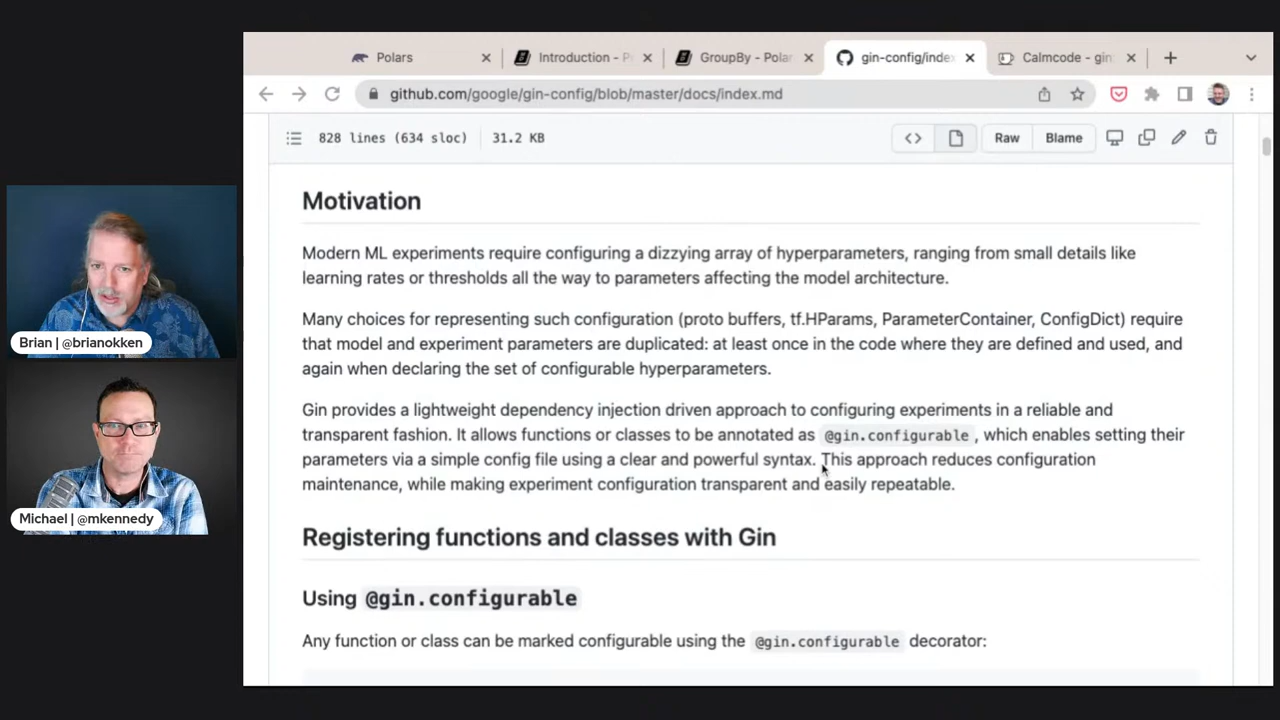 Polars
Introduction - P
GroupBy - Polar
gin-config/index
Calmcode - gin
github.com/google/gin-config/blob/master/docs/index.md
828 lines (634 sloc)
31.2 KB
Raw
Blame
Motivation
Modern ML experiments require configuring a dizzying array of hyperparameters, ranging from small details like
learning rates or thresholds all the way to parameters affecting the model architecture.
Many choices for representing such configuration (proto buffers, tf.HParams, ParameterContainer, ConfigDict) require
that model and experiment parameters are duplicated: at least once in the code where they are defined and used, and
again when declaring the set of configurable hyperparameters.
Gin provides a lightweight dependency injection driven approach to configuring experiments in a reliable and
transparent fashion. It allows functions or classes to be annotated as @gin.configurable, which enables setting their
parameters via a simple config file using a clear and powerful syntax. This approach reduces configuration
maintenance, while making experiment configuration transparent and easily repeatable.
Registering functions and classes with Gin
Using @gin.configurable
Any function or class can be marked configurable using the @gin.configurable decorator:
Brian | @brianokken
Michael | @mkennedy